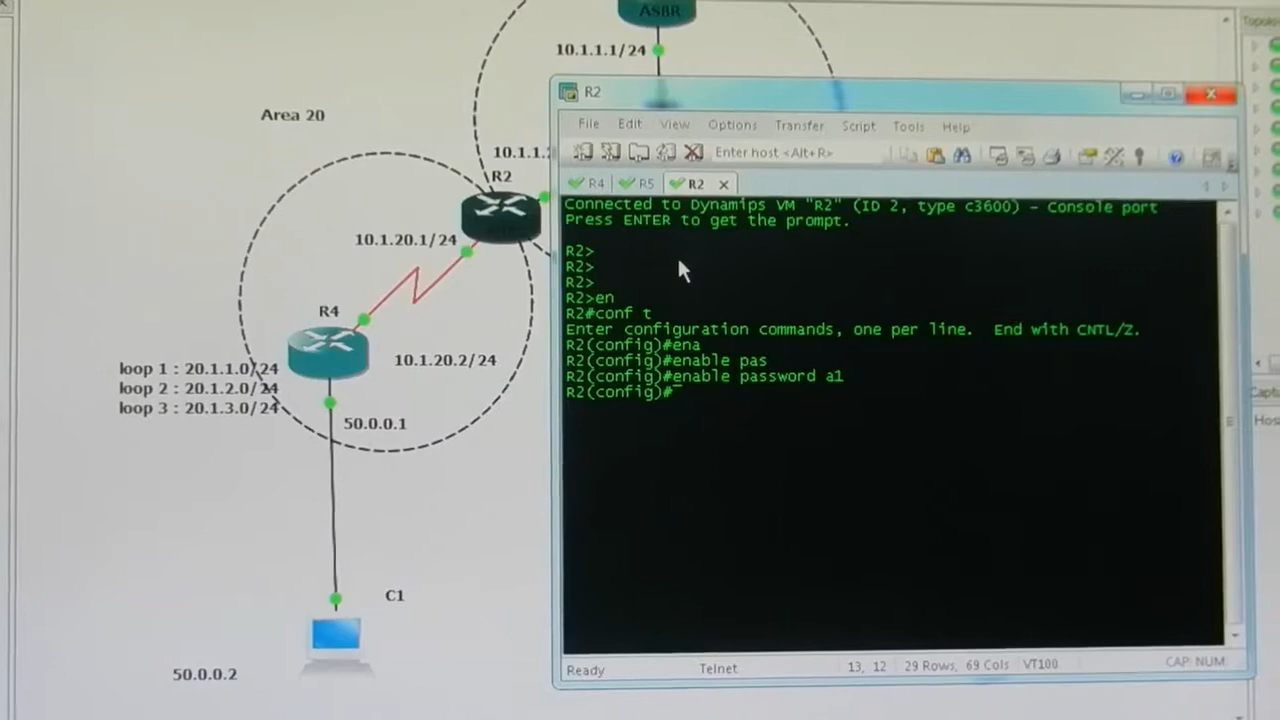 ASBR
10.1.1.1/24
Area 20
10.1.1.
R2
10.1.20.1/24
R4
10.1.20.2/24
loop 1 : 20.1.1.0/24
loop 2 : 20.1.2.0/24
loop 3 : 20.1.3.0/24
50.0.0.1
C1
50.0.0.2
R2
File Edit View Options Transfer Script Tools Help
Enter host <Alt+R>
R4 R5 R2
Connected to Dynamips VM "R2" (ID 2, type c3600) - Console port
Press ENTER to get the prompt.
R2>
R2>
R2>
R2>en
R2#conf t
Enter configuration commands, one per line.  End with CNTL/Z.
R2(config)#ena
R2(config)#enable pas
R2(config)#enable password a1
R2(config)#
Ready Telnet 13, 12 29 Rows, 69 Cols VT100 CAP NUM